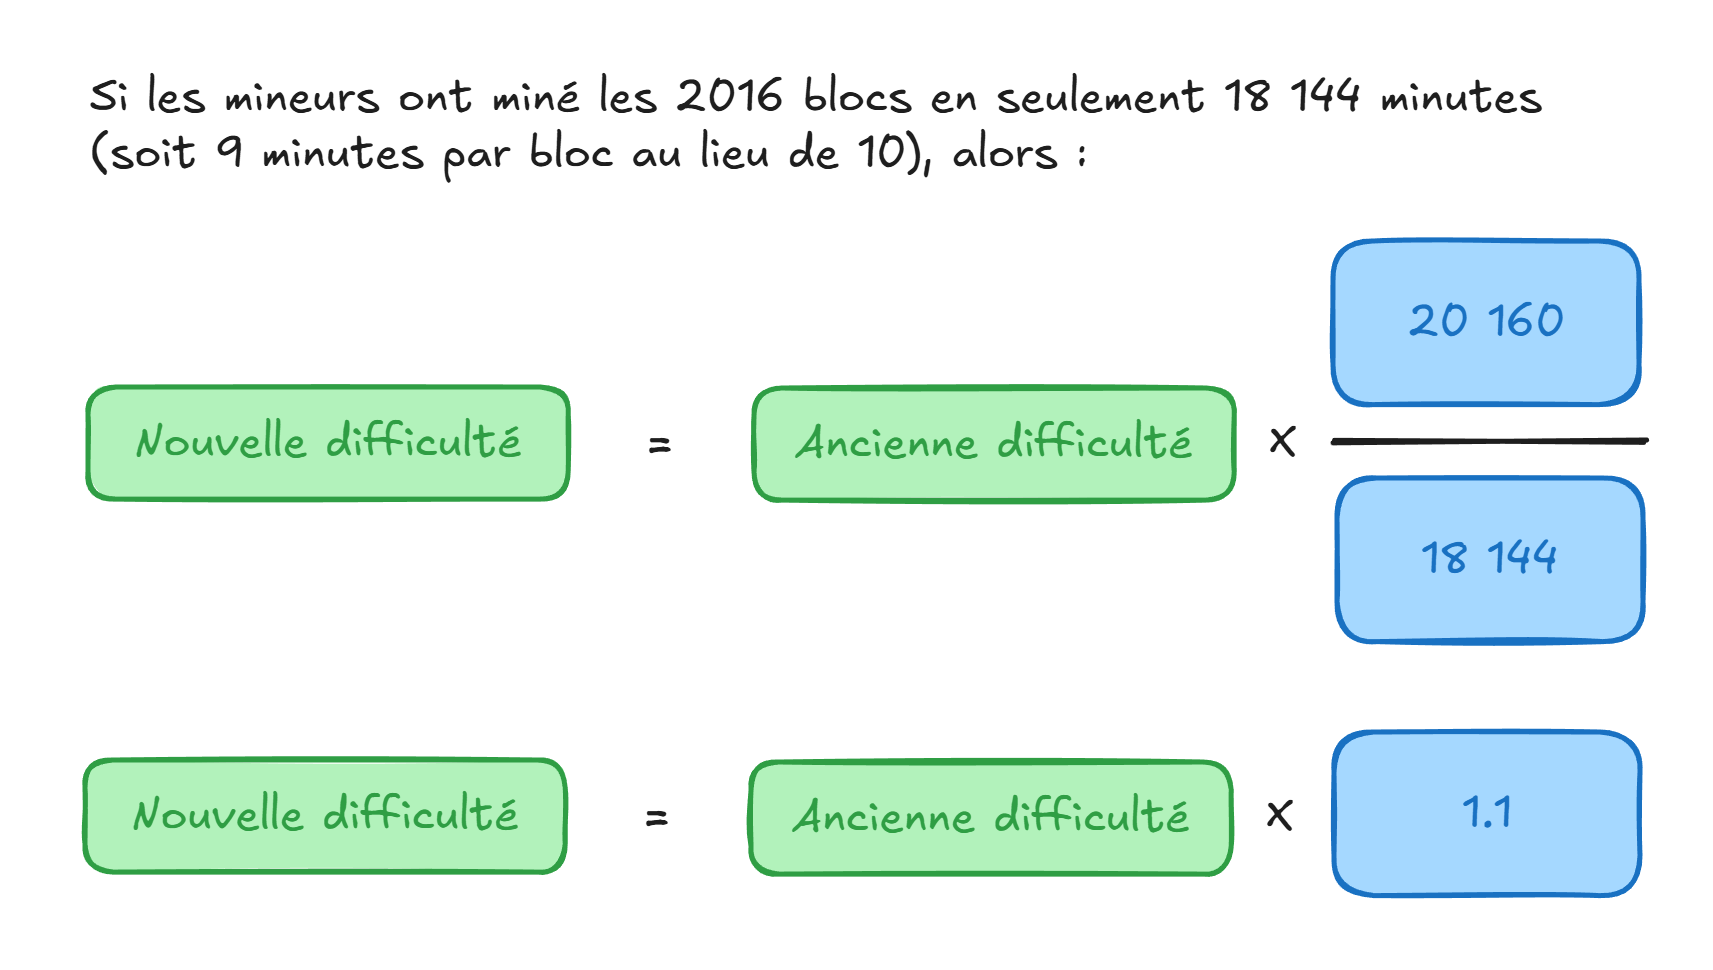 Si les mineurs ont miné les 2016 blocs en seulement 18 144 minutes
(soit 9 minutes par bloc au lieu de 10), alors :
20 160
Nouvelle difficulté = Ancienne difficulté x
18 144
Nouvelle difficulté = Ancienne difficulté x 1.1